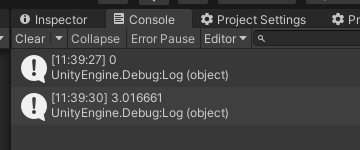 Inspector Console Project Settings Pr
Clear Collapse Error Pause Editor
[11:39:27] 0
UnityEngine.Debug:Log (object)
[11:39:30] 3.016661
UnityEngine.Debug:Log (object)